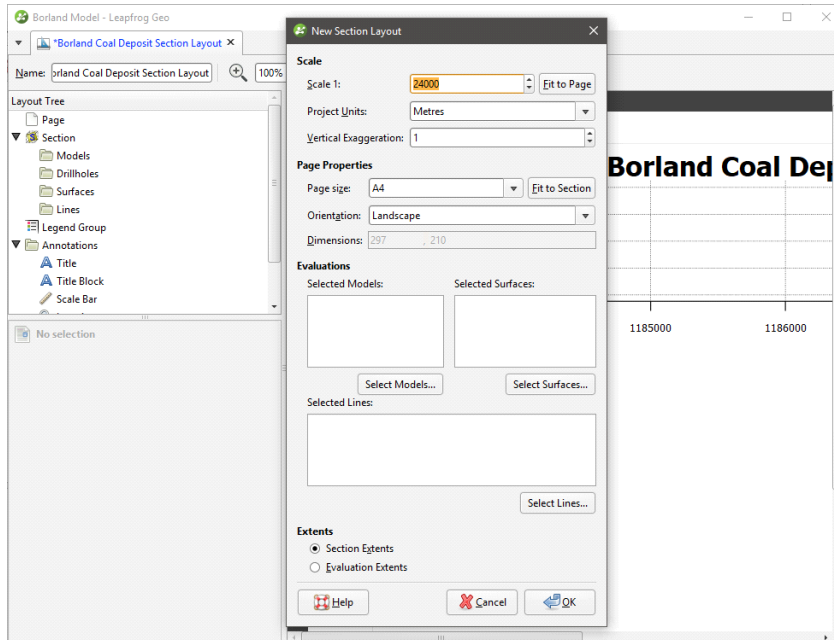 Borland Model - Leapfrog Geo
*Borland Coal Deposit Section Layout
Name: orland Coal Deposit Section Layout
100%
Layout Tree
Page
Section
Models
Drillholes
Surfaces
Lines
Legend Group
Annotations
Title
Title Block
Scale Bar
No selection
New Section Layout
Scale
Scale 1: 24000 Fit to Page
Project Units: Metres
Vertical Exaggeration: 1
Page Properties
Page size: A4 Fit to Section
Orientation: Landscape
Dimensions: 297 , 210
Evaluations
Selected Models: Selected Surfaces:
Select Models... Select Surfaces...
Selected Lines:
Select Lines...
Extents
Section Extents
Evaluation Extents
Help Cancel OK
Borland Coal Dep
1185000 1186000